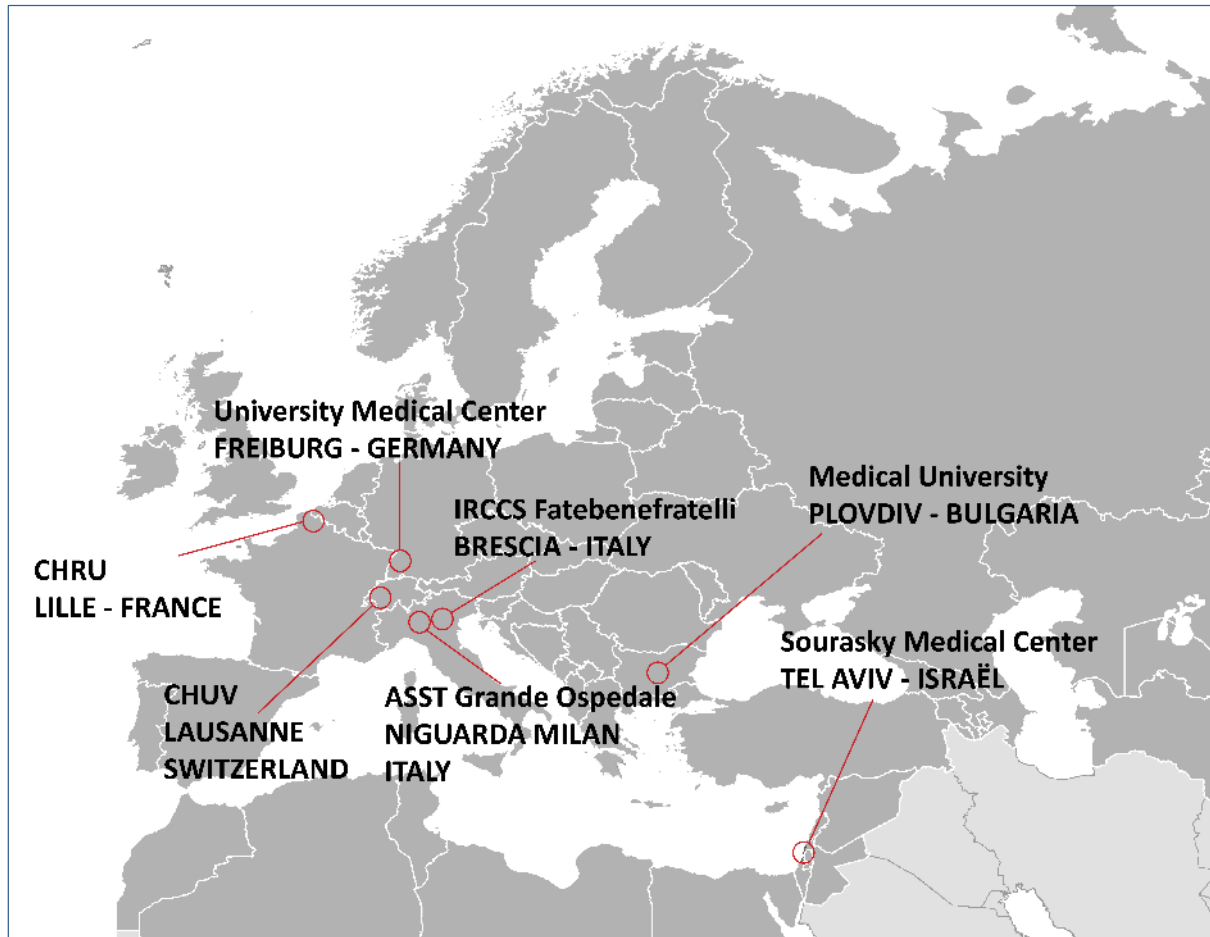 University Medical Center
FREIBURG - GERMANY
IRCCS Fatebenefratelli
BRESCIA - ITALY
Medical University
PLOVDIV - BULGARIA
CHRU
LILLE - FRANCE
Sourasky Medical Center
TEL AVIV - ISRAËL
CHUV
LAUSANNE
SWITZERLAND
ASST Grande Ospedale
NIGUARDA MILAN
ITALY